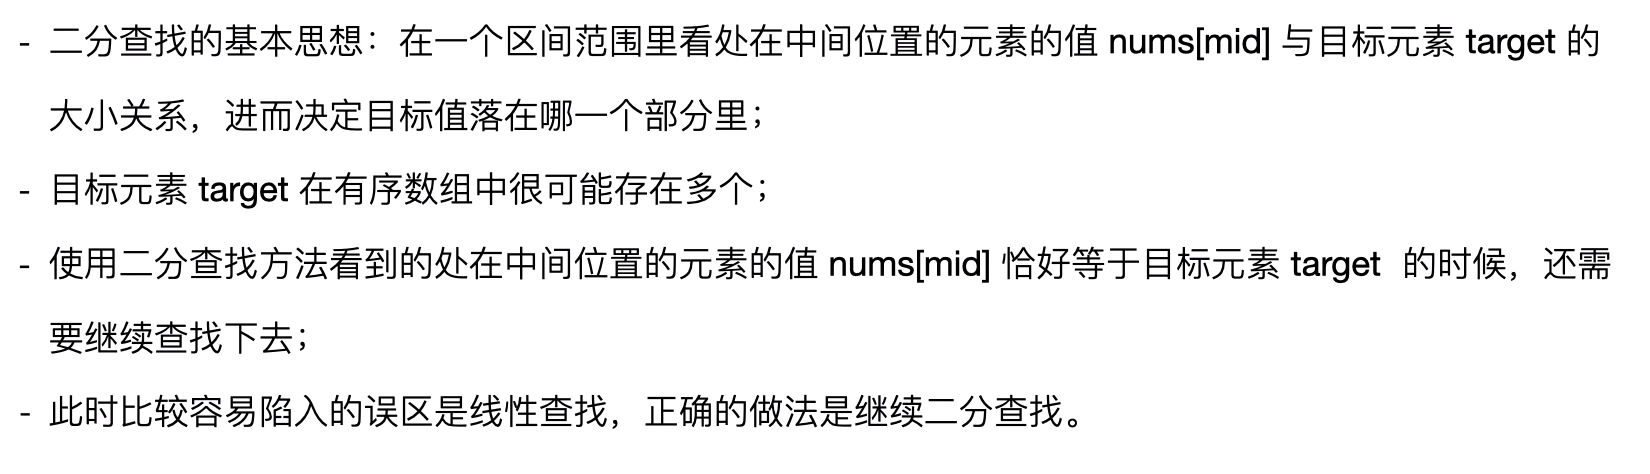 - 二分查找的基本思想：在一个区间范围里看处在中间位置的元素的值 nums[mid] 与目标元素 target 的
大小关系，进而决定目标值落在哪一个部分里；
- 目标元素 target 在有序数组中很可能存在多个；
- 使用二分查找方法看到的处在中间位置的元素的值 nums[mid] 恰好等于目标元素 target 的时候，还需
要继续查找下去；
- 此时比较容易陷入的误区是线性查找，正确的做法是继续二分查找。